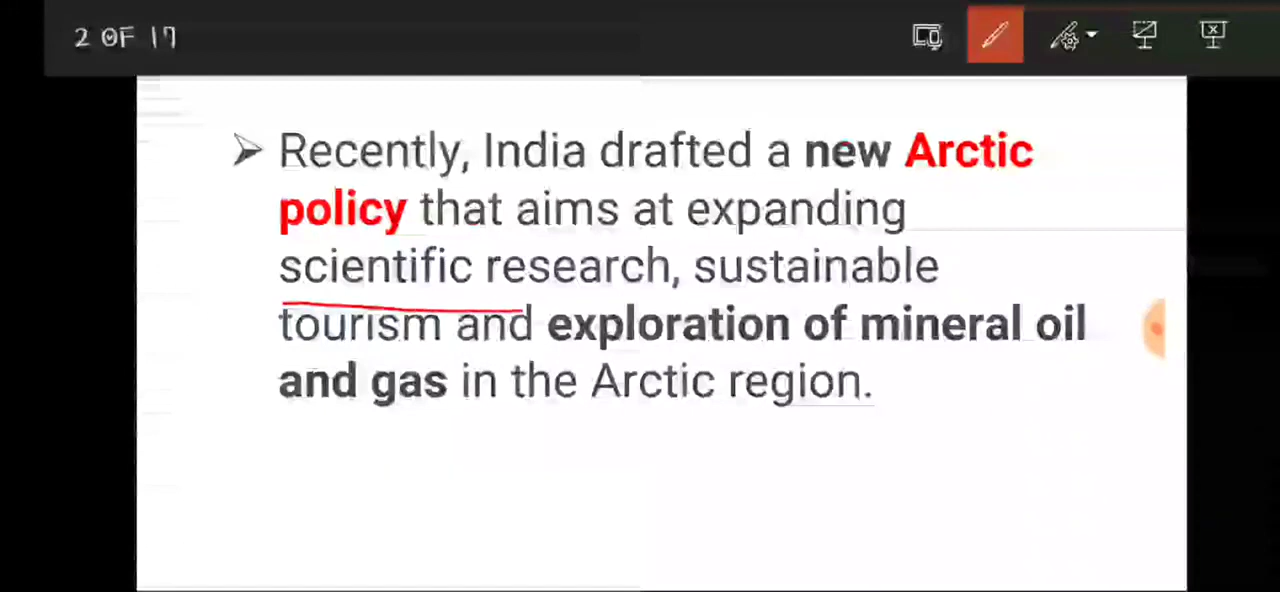 2 OF 17
Recently, India drafted a new Arctic
policy that aims at expanding
scientific research, sustainable
tourism and exploration of mineral oil
and gas in the Arctic region.